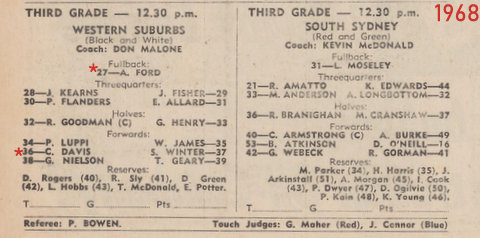 1968
THIRD GRADE — 12.30 p.m.
WESTERN SUBURBS
(Black and White)
Coach: DON MALONE
Fullback:
*27—A. FORD
Threequarters:
28—J. KEARNS J. FISHER—29
30—P. FLANDERS E. ALLARD—31
Halves:
32—R. GOODMAN (C) G. HENRY—33
Forwards:
34—P. LUPPI W. JAMES—35
*36—C. DAVIS S. WINTER—37
38—G. NIELSON T. GEARY—39
Reserves:
D. Rogers (40), R. Sly (41), D Green
(42), L. Hobbs (43), T. McDonald, E. Potter.
T G Pts
THIRD GRADE — 12.30 p.m.
SOUTH SYDNEY
(Red and Green)
Coach: KEVIN McDONALD
Fullback:
31—L. MOSELEY
Threequarters:
21—R. AMATTO K. EDWARDS—44
33—M. ANDERSON A. LONGBOTTOM—32
Halves:
36—R. BRANIGHAN M. CRANSHAW—37
Forwards:
40—C. ARMSTRONG (C) A. BURKE—49
53—B. ATKINSON D. O'NEILL—16
42—G. WEBECK R. GORMAN—41
Reserves:
M. Parker (34), H. Harris (35), J.
Arkinstall (51), A. Morgan (45), I. Cook
(43), P. Dwyer (47), D. Ogilvie (50),
P. Kain (48), K. Young (46).
T G Pts
Referee: P. BOWEN. Touch Judges: G. Maher (Red), J. Connor (Blue)